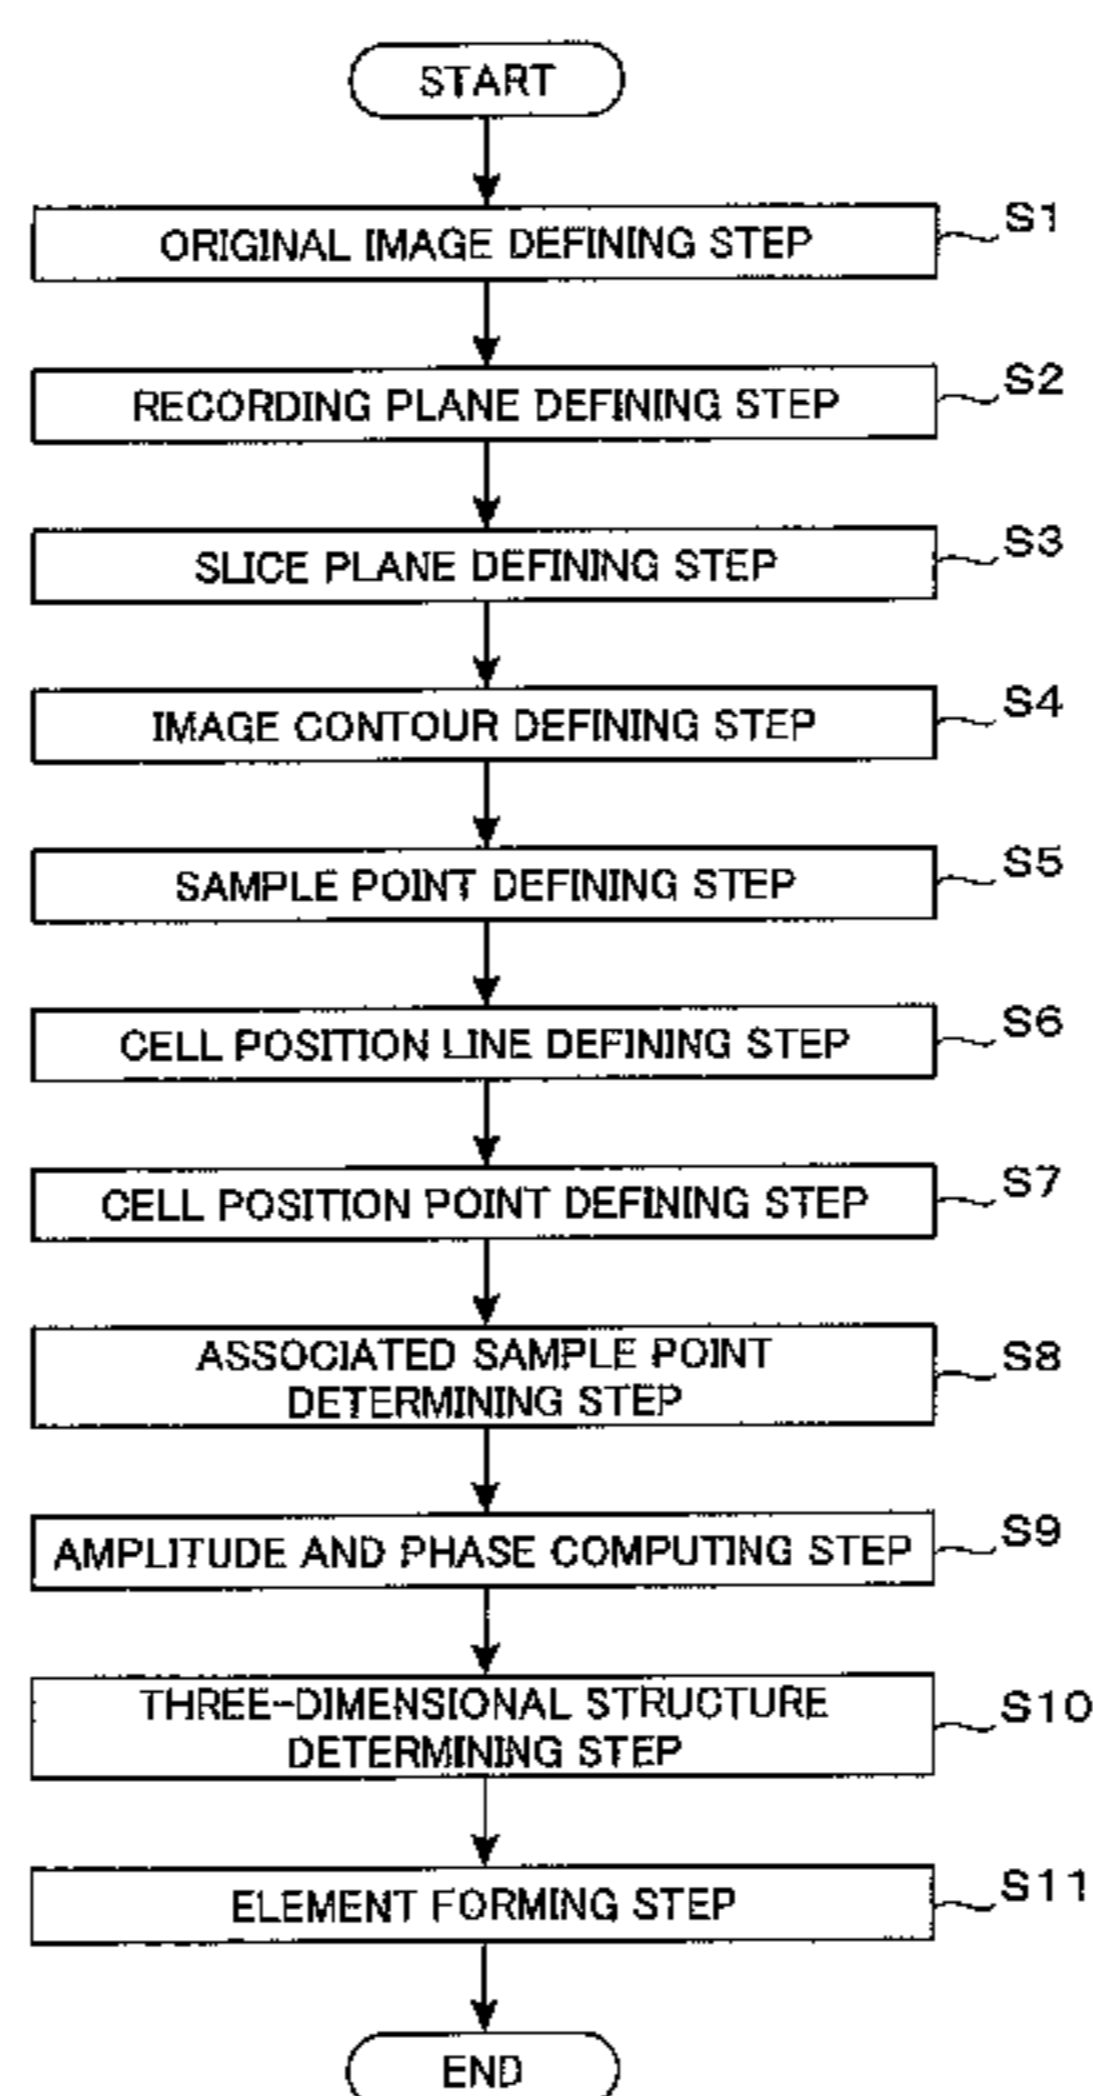 START
ORIGINAL IMAGE DEFINING STEP
S1
RECORDING PLANE DEFINING STEP
S2
SLICE PLANE DEFINING STEP
S3
IMAGE CONTOUR DEFINING STEP
S4
SAMPLE POINT DEFINING STEP
S5
CELL POSITION LINE DEFINING STEP
S6
CELL POSITION POINT DEFINING STEP
S7
ASSOCIATED SAMPLE POINT
DETERMINING STEP
S8
AMPLITUDE AND PHASE COMPUTING STEP
S9
THREE-DIMENSIONAL STRUCTURE
DETERMINING STEP
S10
ELEMENT FORMING STEP
S11
END